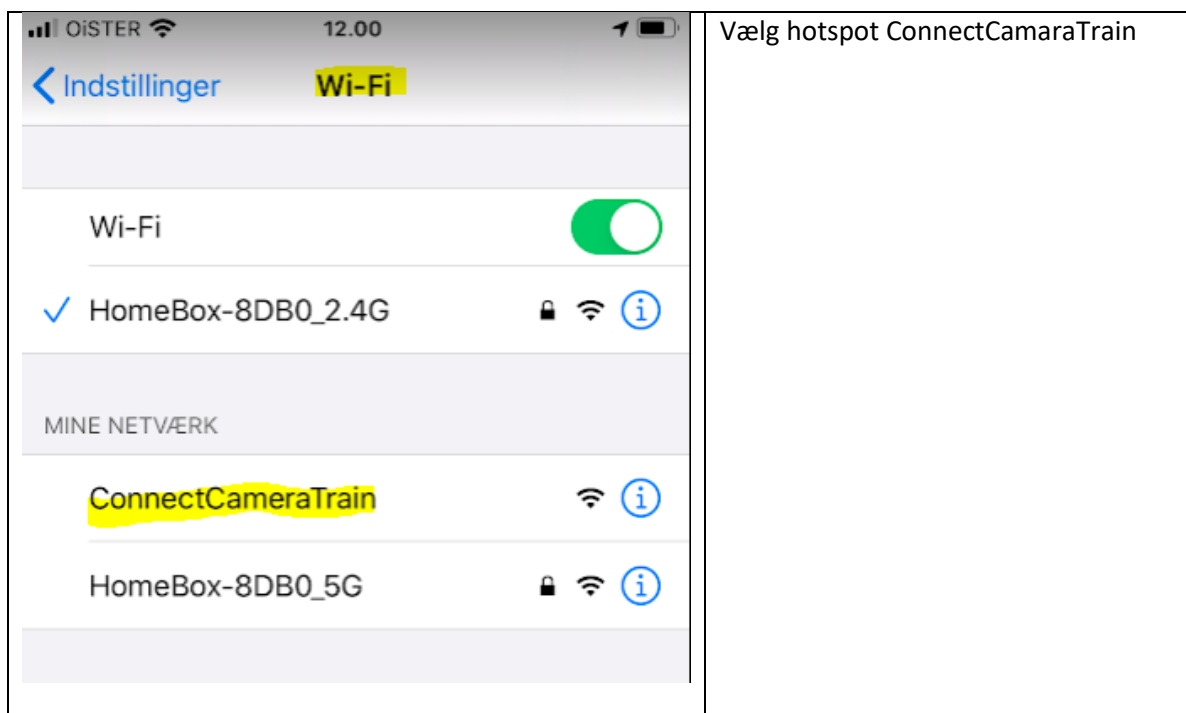 OiSTER 12.00
Indstillinger Wi-Fi
Wi-Fi
HomeBox-8DB0_2.4G
MINE NETVÆRK
ConnectCameraTrain
HomeBox-8DB0_5G
Vælg hotspot ConnectCamaraTrain